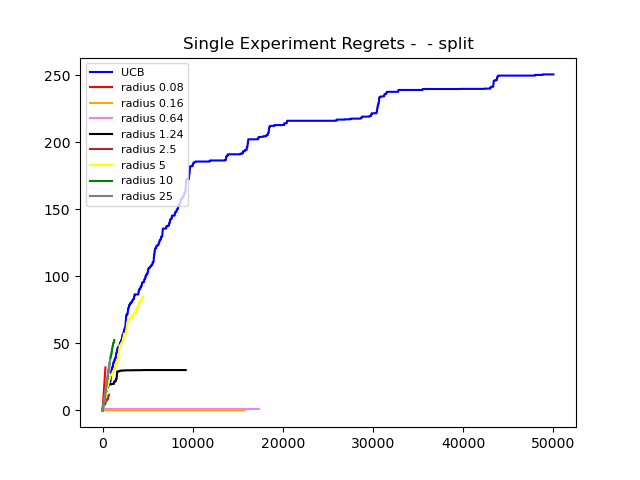 Single Experiment Regrets -  - split
250
200
150
100
50
0
UCB
radius 0.08
radius 0.16
radius 0.64
radius 1.24
radius 2.5
radius 5
radius 10
radius 25
0 10000 20000 30000 40000 50000